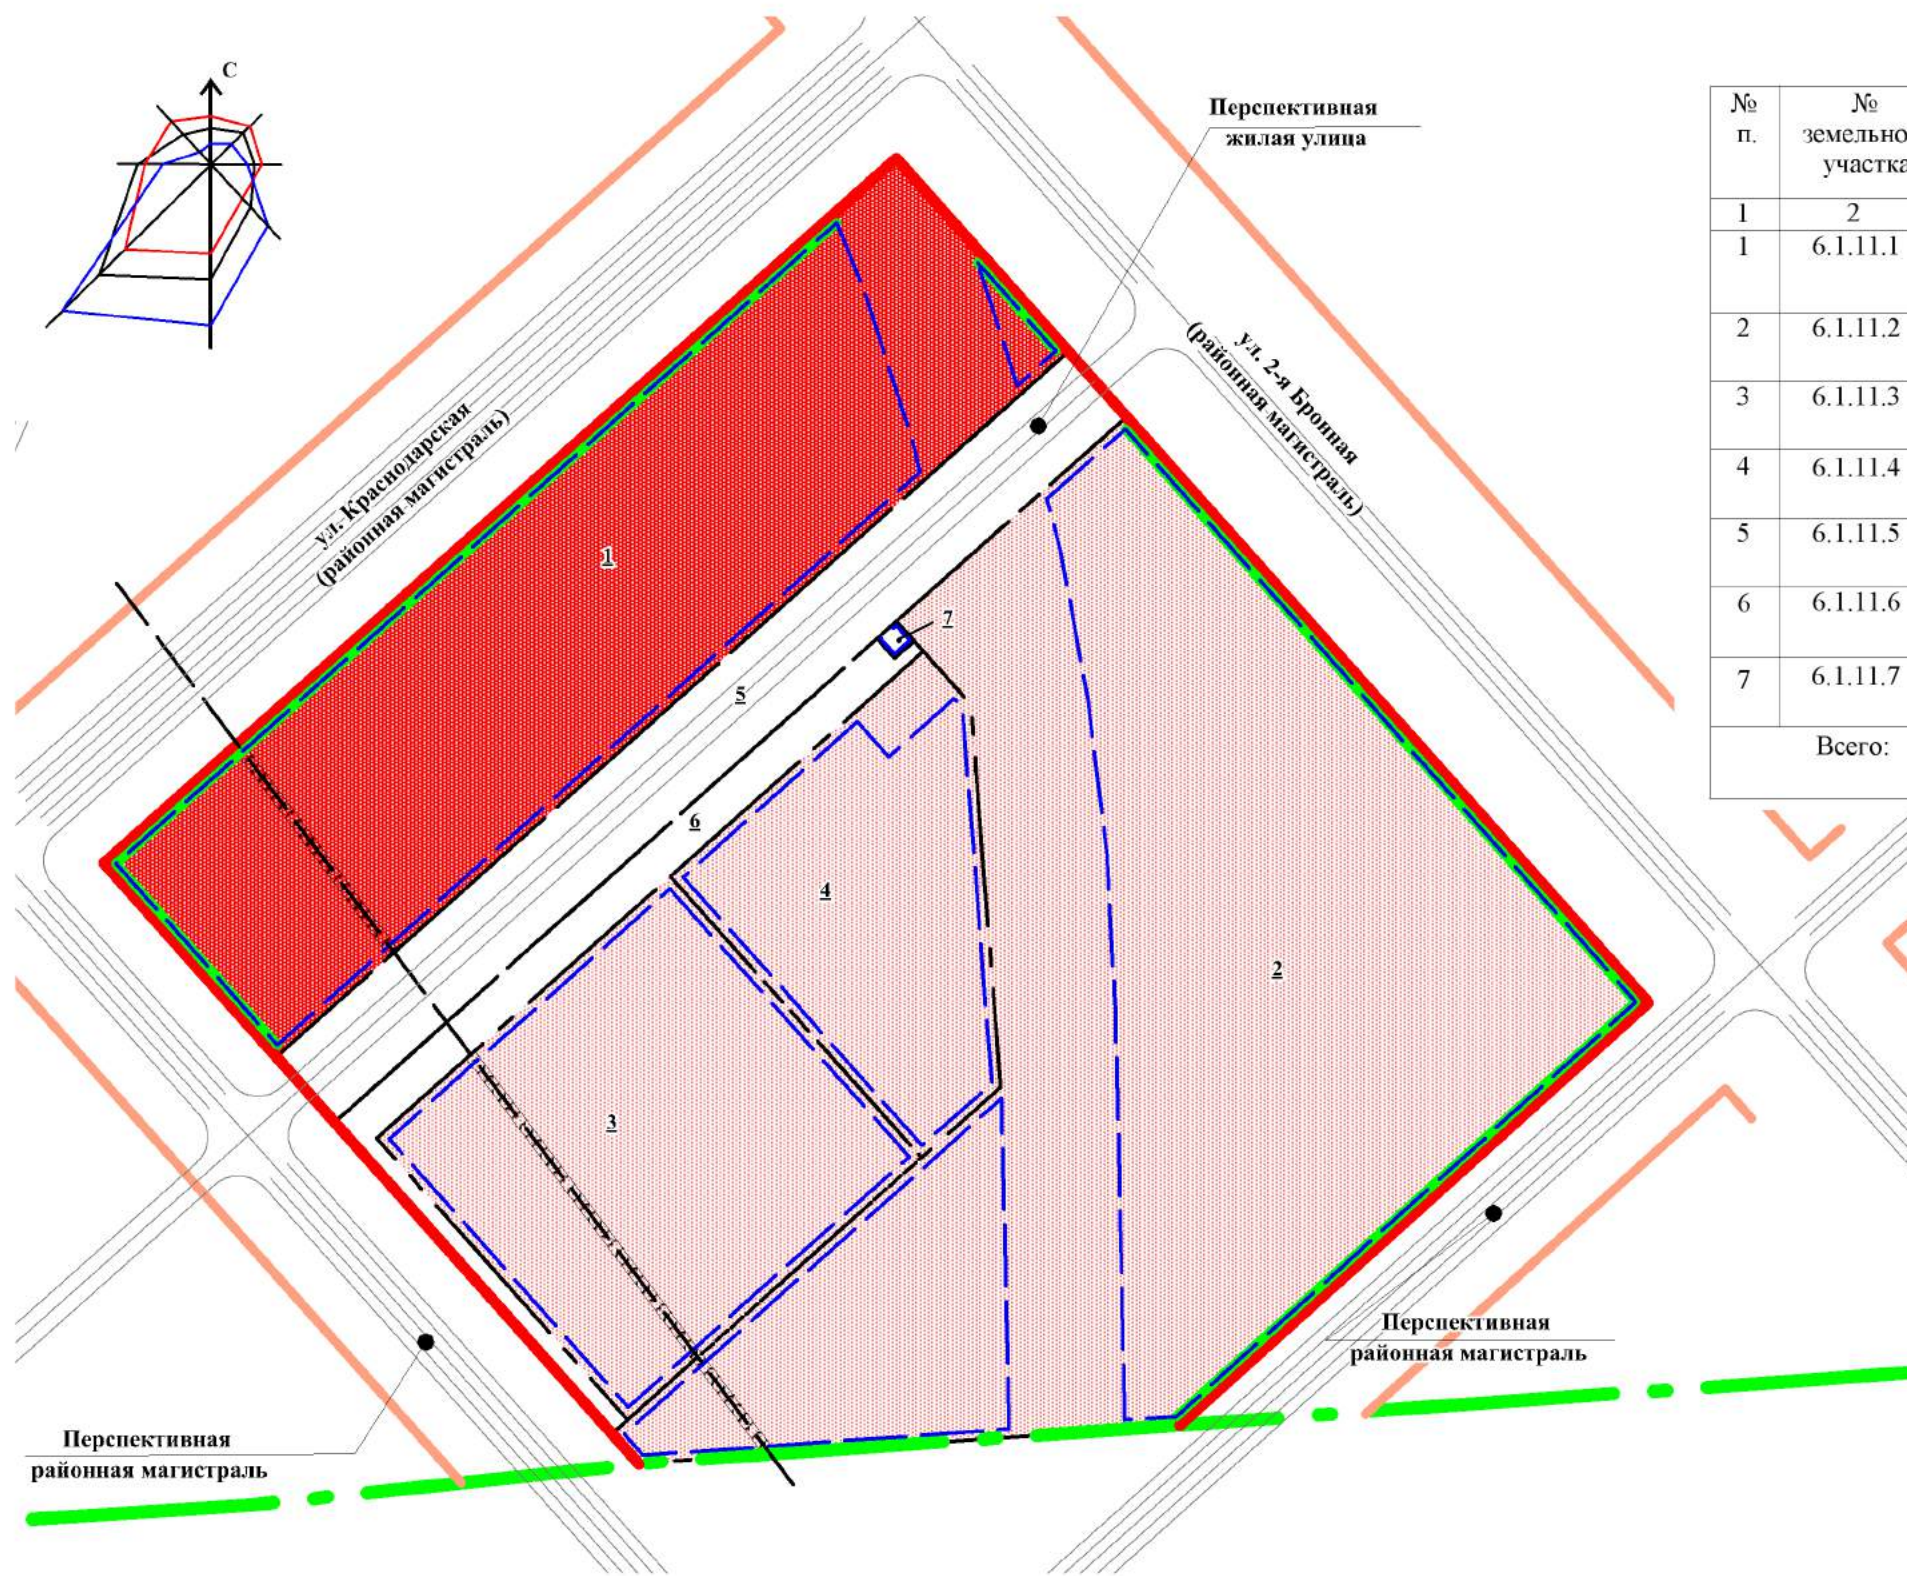 С
Перспективная
жилая улица
ул. Краснодарская
(районная магистраль)
ул. 2-я Бронная
(районная магистраль)
1
7
5
6
4
2
3
Перспективная
районная магистраль
Перспективная
районная магистраль
№ №
п. земельно
участка
1 2
1 6.1.11.1
2 6.1.11.2
3 6.1.11.3
4 6.1.11.4
5 6.1.11.5
6 6.1.11.6
7 6.1.11.7
Всего: